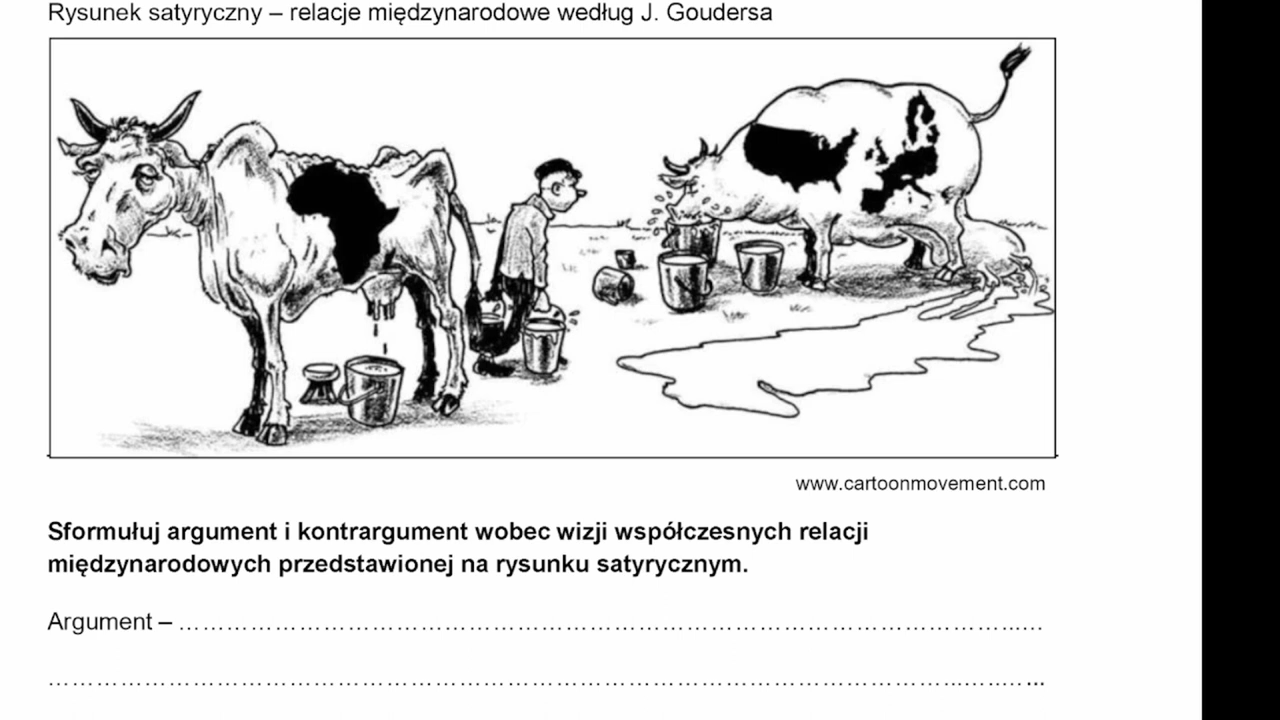 Rysunek satyryczny – relacje międzynarodowe według J. Goudersa
www.cartoonmovement.com
Sformułuj argument i kontrargument wobec wizji współczesnych relacji
międzynarodowych przedstawionej na rysunku satyrycznym.
Argument – ……………………………………………………………………………………………......…
……………………………………………………………………………………………………......…..…